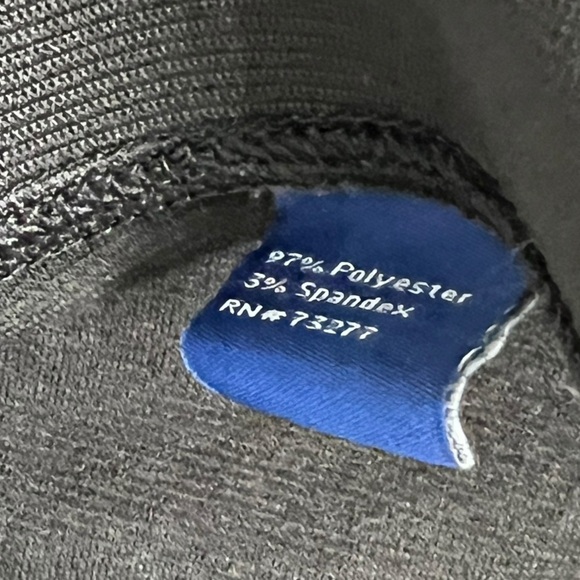 97% Polyester
3% Spandex
RN# 73277